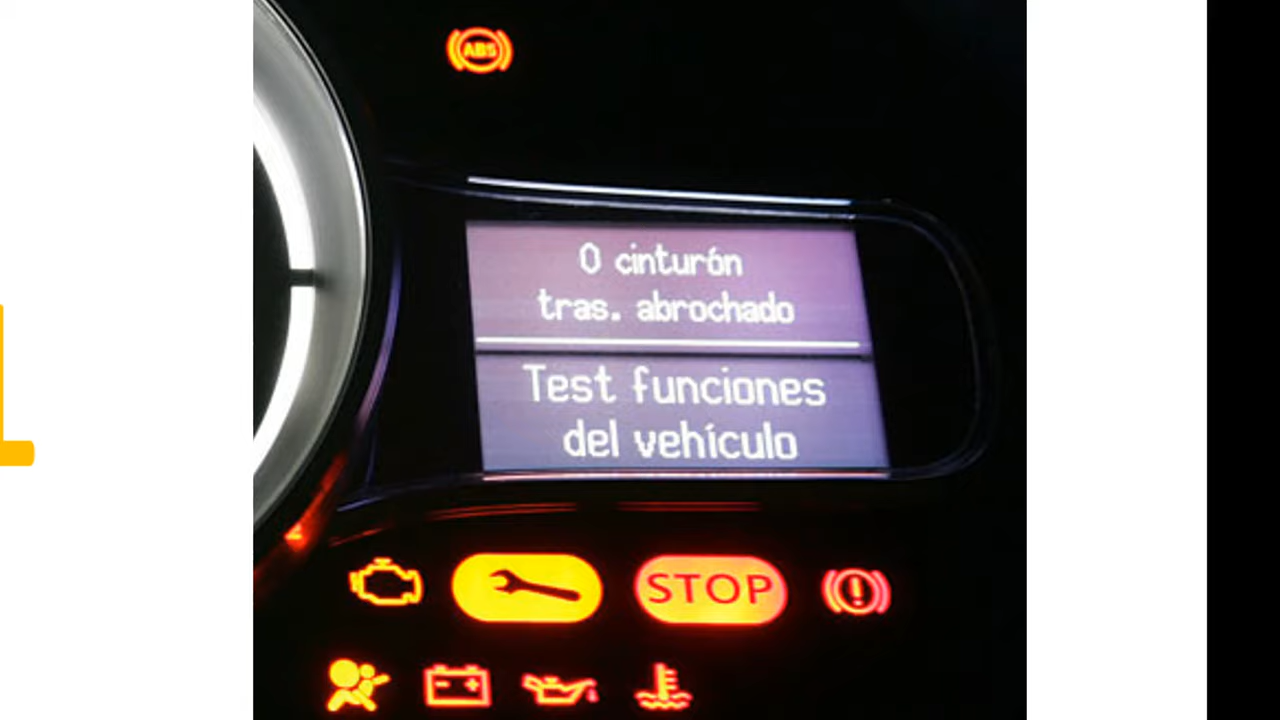 ABS
0 cinturón
tras. abrochado
Test funciones
del vehículo
STOP